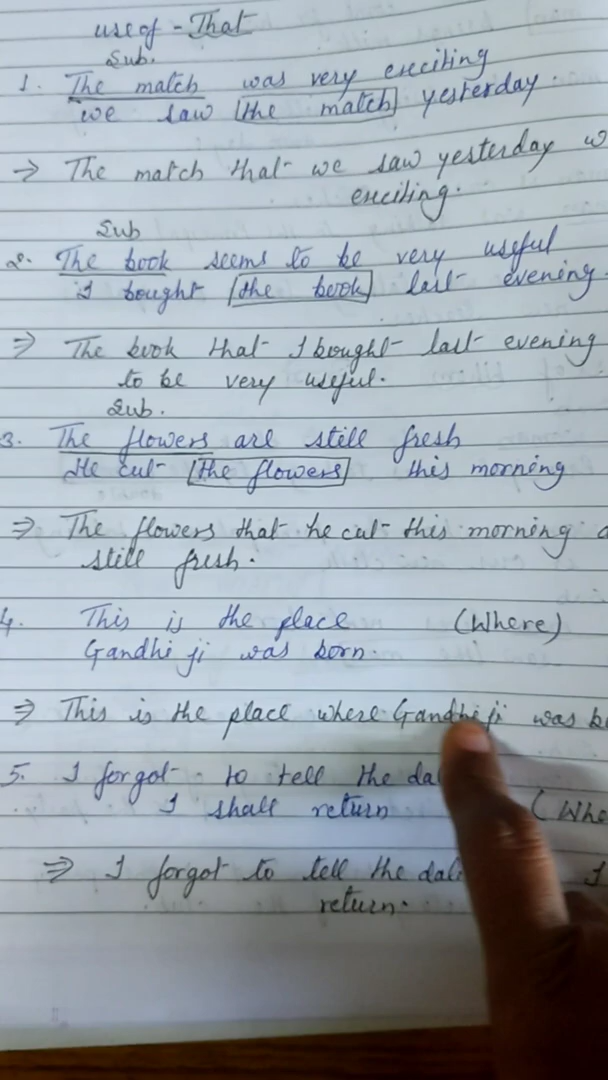 use of - That
Sub.
1. The match was very exciting
we saw the match yesterday.
⇒ The match that we saw yesterday
exciting.
Sub
2. The book seems to be very useful
I bought the book last evening.
⇒ The book that I bought last evening
to be very useful.
Sub.
3. The flowers are still fresh
He cut the flowers this morning
⇒ The flowers that he cut this morning
still fresh.
4. This is the place (Where)
Gandhi ji was born.
⇒ This is the place where Gandhiji was
5. I forgot to tell the
I shall return
⇒ I forgot to tell the I
return.